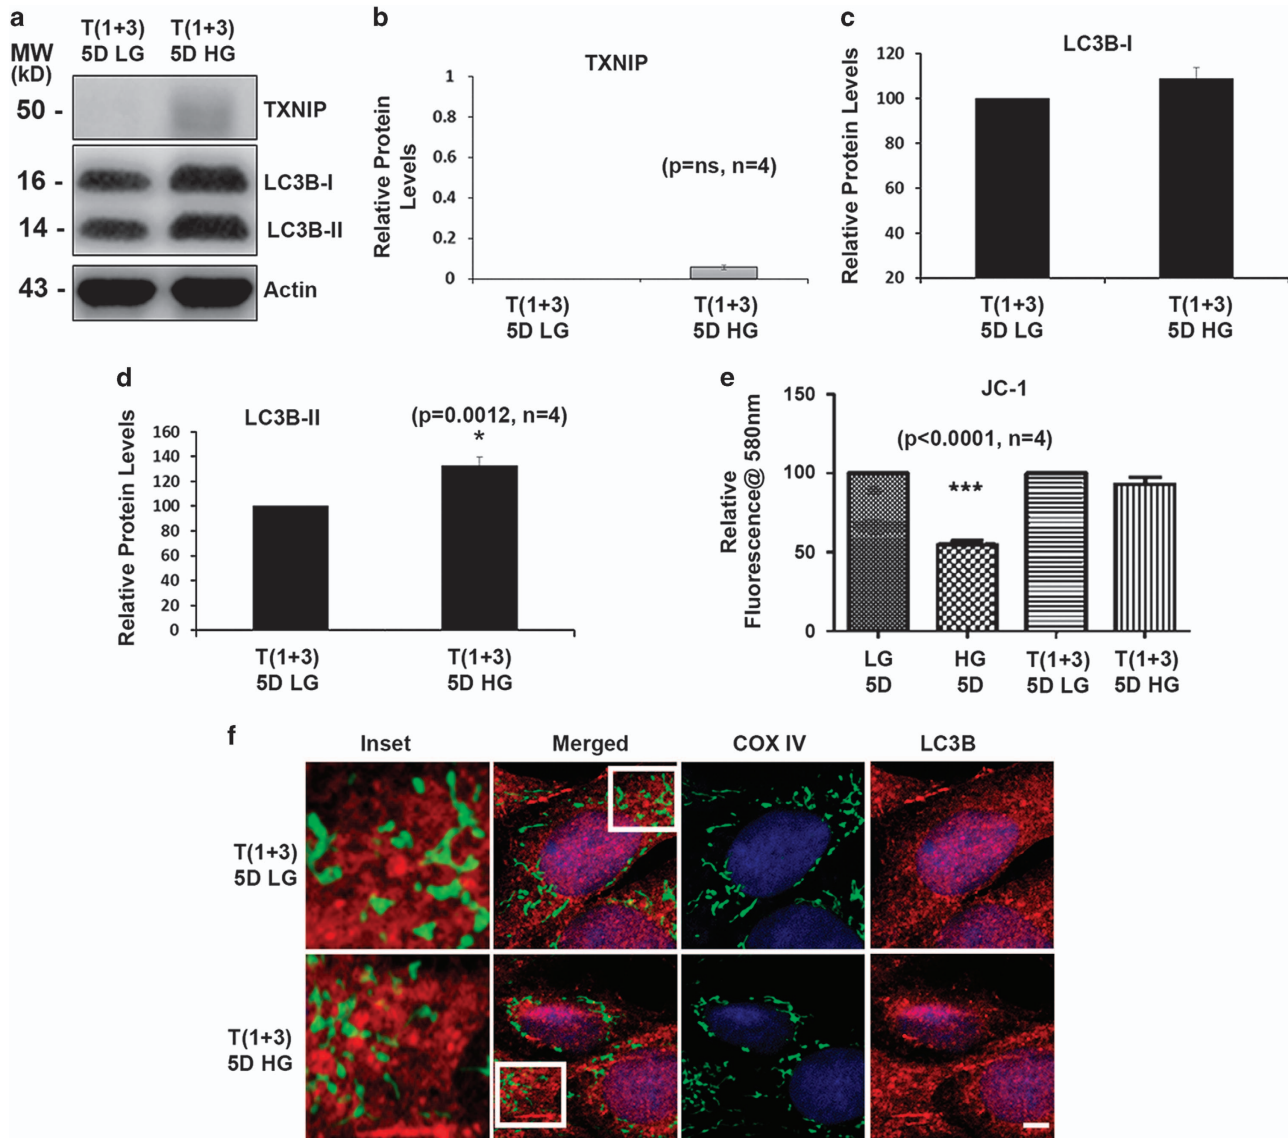 a
T(1+3)
5D LG
T(1+3)
5D HG
MW
(kD)
50 -
TXNIP
16 -
LC3B-I
14 -
LC3B-II
43 -
Actin
b
TXNIP
Relative Protein
Levels
1
0.8
0.6
0.4
0.2
0
(p=ns, n=4)
T(1+3)
5D LG
T(1+3)
5D HG
c
LC3B-I
Relative Protein Levels
120
100
80
60
40
20
T(1+3)
5D LG
T(1+3)
5D HG
d
LC3B-II
(p=0.0012, n=4)
*
Relative Protein Levels
160
140
120
100
80
60
40
20
0
T(1+3)
5D LG
T(1+3)
5D HG
e
JC-1
(p<0.0001, n=4)
***
Relative
Fluorescence@ 580nm
150
100
50
0
LG
5D
HG
5D
T(1+3)
5D LG
T(1+3)
5D HG
f
Inset
Merged
COX IV
LC3B
T(1+3)
5D LG
T(1+3)
5D HG